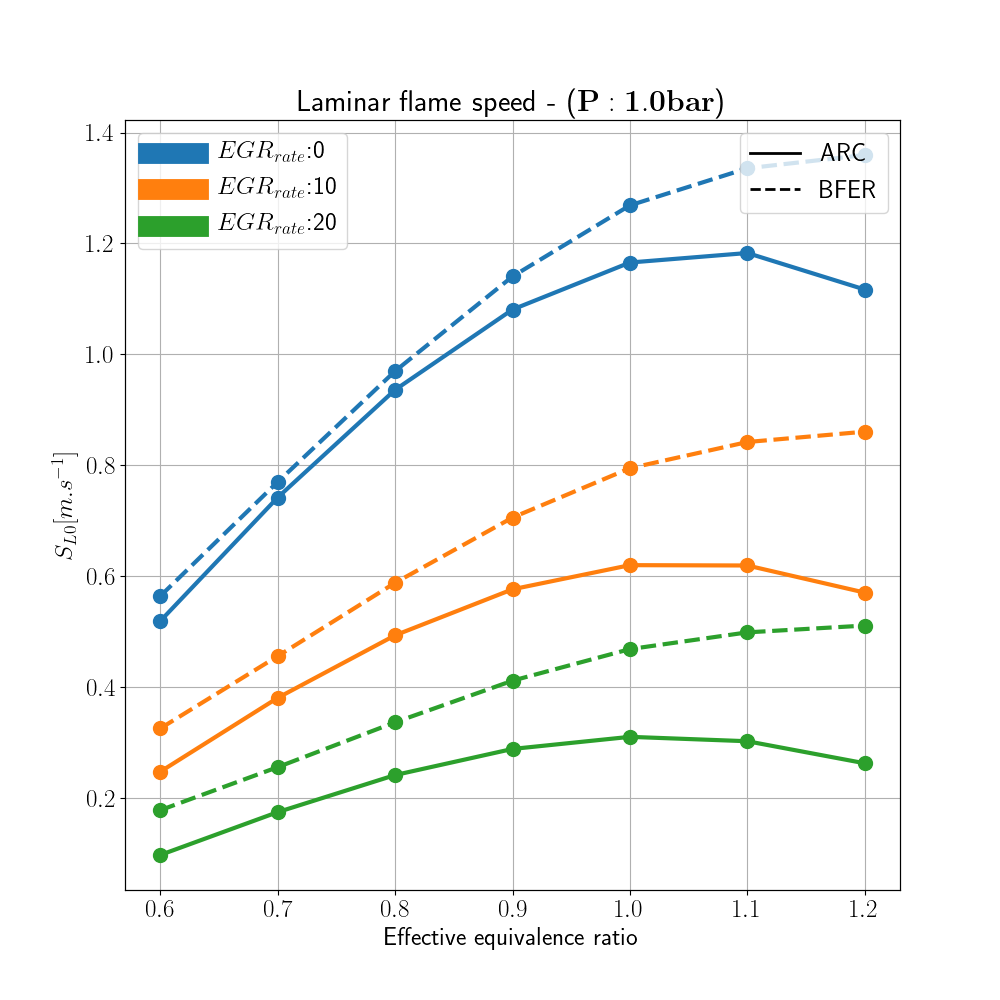 Laminar flame speed - (P : 1.0bar)
EGR_rate:0
EGR_rate:10
EGR_rate:20
ARC
BFER
1.4
1.2
1.0
0.8
0.6
0.4
0.2
S_L0[m.s⁻¹]
0.6 0.7 0.8 0.9 1.0 1.1 1.2
Effective equivalence ratio